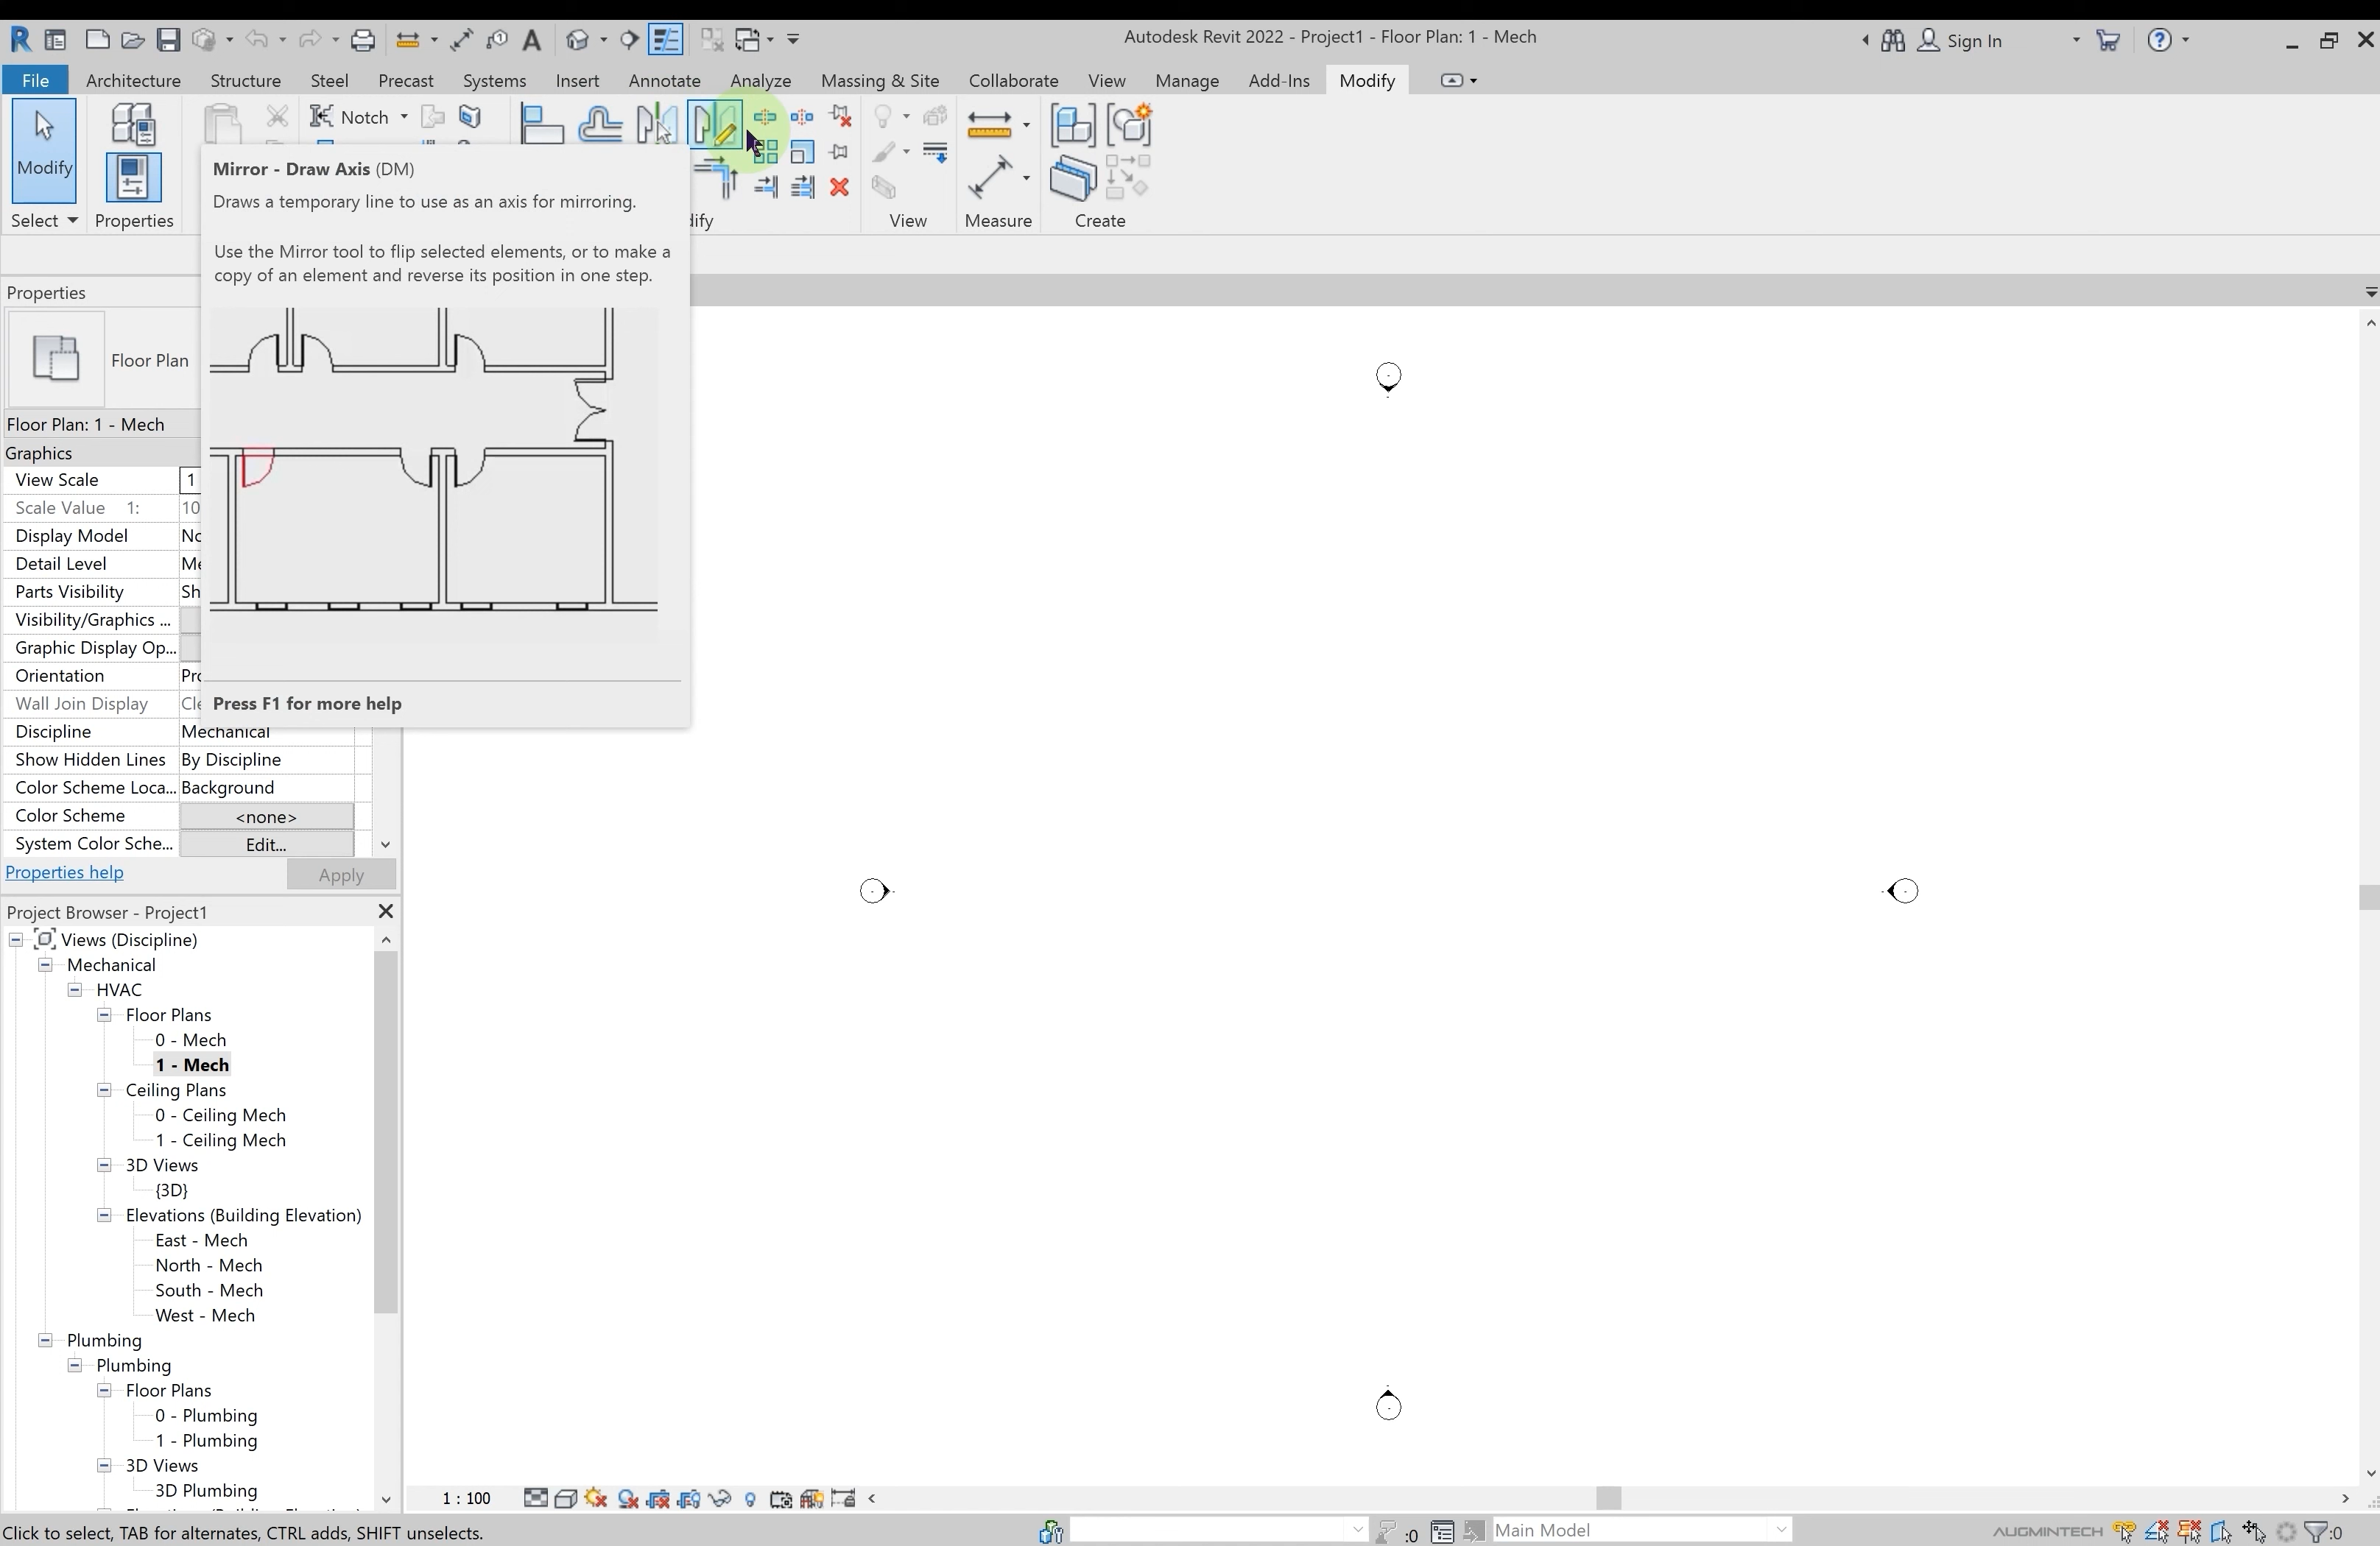 Autodesk Revit 2022 - Project1 - Floor Plan: 1 - Mech
Sign In
File Architecture Structure Steel Precast Systems Insert Annotate Analyze Massing & Site Collaborate View Manage Add-Ins Modify
Modify
Notch
Select Properties
View Measure Create
Mirror - Draw Axis (DM)
Draws a temporary line to use as an axis for mirroring.
Use the Mirror tool to flip selected elements, or to make a
copy of an element and reverse its position in one step.
Press F1 for more help
Properties
Floor Plan
Floor Plan: 1 - Mech
Graphics
View Scale 1
Scale Value 1: 10
Display Model
Detail Level
Parts Visibility
Visibility/Graphics ...
Graphic Display Op...
Orientation
Wall Join Display
Discipline Mechanical
Show Hidden Lines By Discipline
Color Scheme Loca... Background
Color Scheme <none>
System Color Sche... Edit...
Properties help Apply
Project Browser - Project1
Views (Discipline)
Mechanical
HVAC
Floor Plans
0 - Mech
1 - Mech
Ceiling Plans
0 - Ceiling Mech
1 - Ceiling Mech
3D Views
{3D}
Elevations (Building Elevation)
East - Mech
North - Mech
South - Mech
West - Mech
Plumbing
Plumbing
Floor Plans
0 - Plumbing
1 - Plumbing
3D Views
3D Plumbing
1 : 100
Click to select, TAB for alternates, CTRL adds, SHIFT unselects.
:0
Main Model
AUGMINTECH
:0